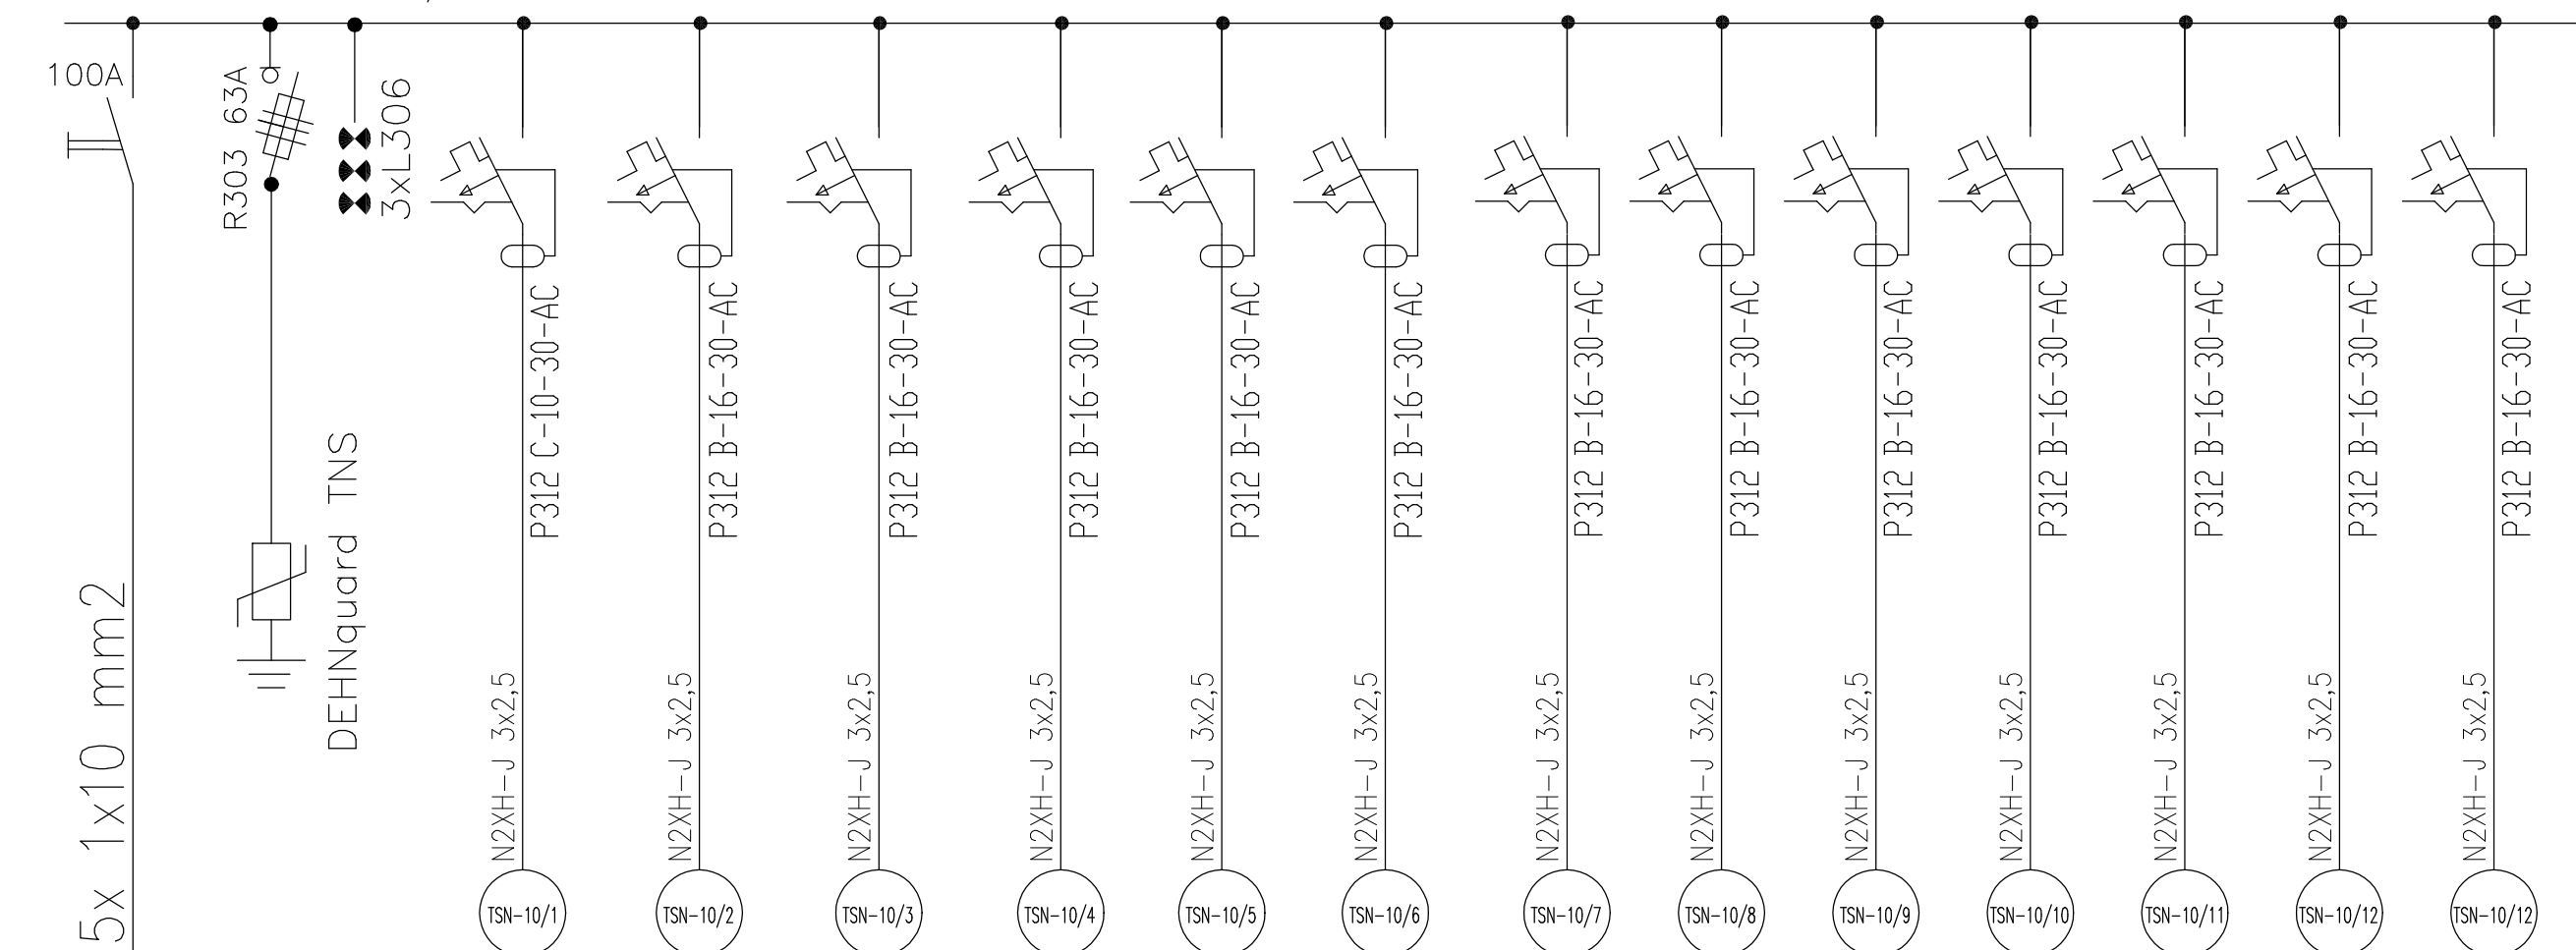 100A
5x 1x10 mm2
R303 63A
3xL306
DEHNquard TNS
P312 C-10-30-AC
N2XH-J 3x2,5
TSN-10/1
P312 B-16-30-AC
N2XH-J 3x2,5
TSN-10/2
P312 B-16-30-AC
N2XH-J 3x2,5
TSN-10/3
P312 B-16-30-AC
N2XH-J 3x2,5
TSN-10/4
P312 B-16-30-AC
N2XH-J 3x2,5
TSN-10/5
P312 B-16-30-AC
N2XH-J 3x2,5
TSN-10/6
P312 B-16-30-AC
N2XH-J 3x2,5
TSN-10/7
P312 B-16-30-AC
N2XH-J 3x2,5
TSN-10/8
P312 B-16-30-AC
N2XH-J 3x2,5
TSN-10/9
P312 B-16-30-AC
N2XH-J 3x2,5
TSN-10/10
P312 B-16-30-AC
N2XH-J 3x2,5
TSN-10/11
P312 B-16-30-AC
N2XH-J 3x2,5
TSN-10/12
P312 B-16-30-AC
N2XH-J 3x2,5
TSN-10/12